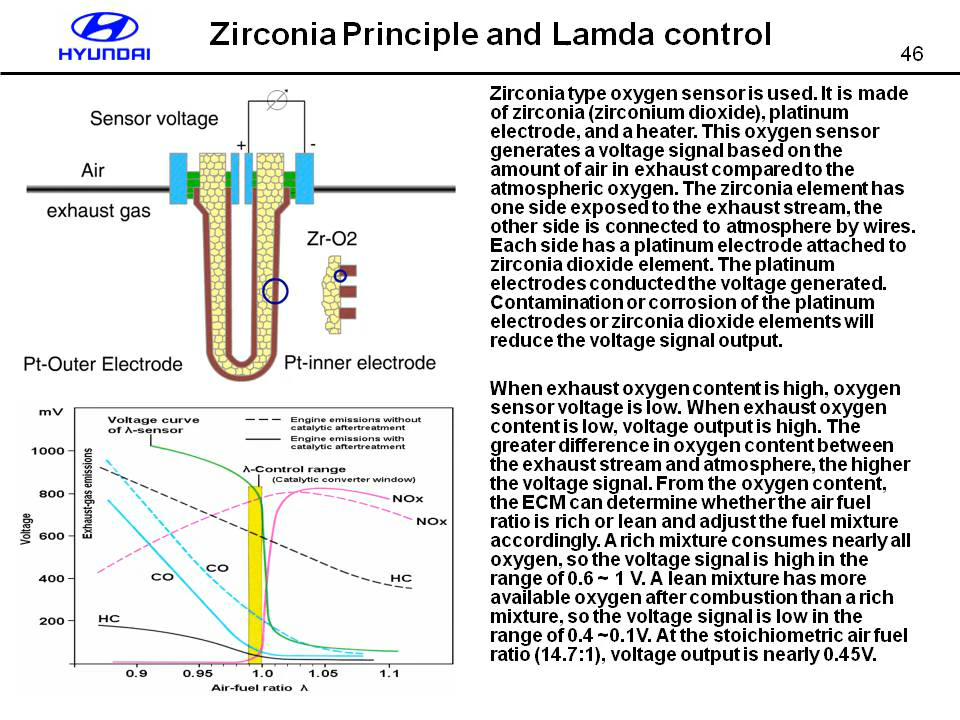 HYUNDAI
Zirconia Principle and Lamda control
46
Sensor voltage
+
-
Air
exhaust gas
Zr-O2
Pt-Outer Electrode
Pt-inner electrode
Zirconia type oxygen sensor is used. It is made
of zirconia (zirconium dioxide), platinum
electrode, and a heater. This oxygen sensor
generates a voltage signal based on the
amount of air in exhaust compared to the
atmospheric oxygen. The zirconia element has
one side exposed to the exhaust stream, the
other side is connected to atmosphere by wires.
Each side has a platinum electrode attached to
zirconia dioxide element. The platinum
electrodes conducted the voltage generated.
Contamination or corrosion of the platinum
electrodes or zirconia dioxide elements will
reduce the voltage signal output.
When exhaust oxygen content is high, oxygen
sensor voltage is low. When exhaust oxygen
content is low, voltage output is high. The
greater difference in oxygen content between
the exhaust stream and atmosphere, the higher
the voltage signal. From the oxygen content,
the ECM can determine whether the air fuel
ratio is rich or lean and adjust the fuel mixture
accordingly. A rich mixture consumes nearly all
oxygen, so the voltage signal is high in the
range of 0.6 ~ 1 V. A lean mixture has more
available oxygen after combustion than a rich
mixture, so the voltage signal is low in the
range of 0.4 ~0.1V. At the stoichiometric air fuel
ratio (14.7:1), voltage output is nearly 0.45V.
mV
Voltage curve
of λ-sensor
Engine emissions without
catalytic aftertreatment
Engine emissions with
catalytic aftertreatment
λ-Control range
(Catalytic converter window)
1000
800
600
400
200
Voltage
Exhaust-gas emissions
NOx
NOx
CO
CO
HC
HC
0.9
0.95
1.0
1.05
1.1
Air-fuel ratio λ